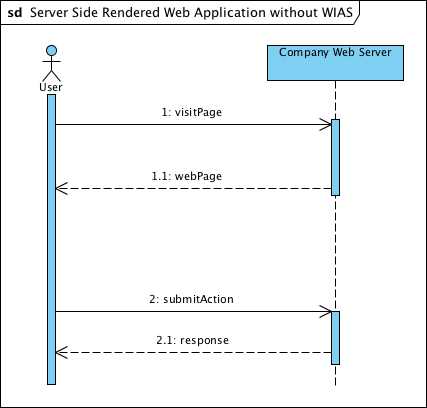 sd Server Side Rendered Web Application without WIAS
User
Company Web Server
1: visitPage
1.1: webPage
2: submitAction
2.1: response